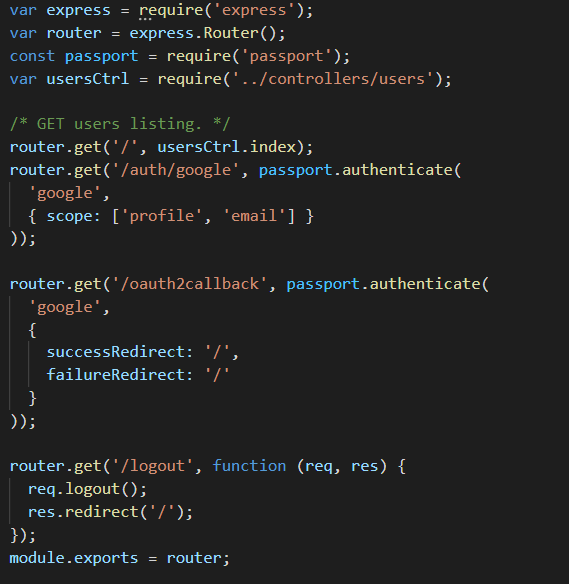 var express = require('express');
var router = express.Router();
const passport = require('passport');
var usersCtrl = require('../controllers/users');

/* GET users listing. */
router.get('/', usersCtrl.index);
router.get('/auth/google', passport.authenticate(
  'google',
  { scope: ['profile', 'email'] }
));

router.get('/oauth2callback', passport.authenticate(
  'google',
  {
    successRedirect: '/',
    failureRedirect: '/'
  }
));

router.get('/logout', function (req, res) {
  req.logout();
  res.redirect('/');
});
module.exports = router;